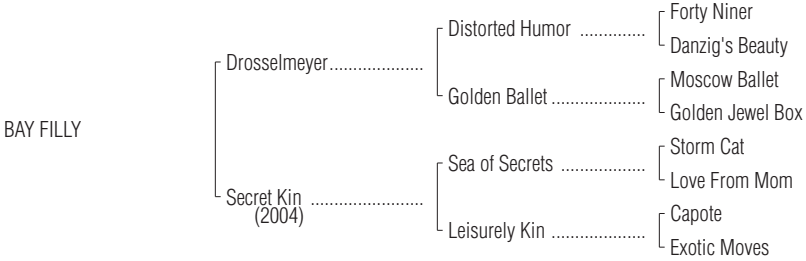 Forty Niner
Distorted Humor ..............
Danzig's Beauty
Drosselmeyer....................
Moscow Ballet
Golden Ballet ....................
Golden Jewel Box
BAY FILLY
Storm Cat
Sea of Secrets ..................
Love From Mom
Secret Kin ........................
(2004)
Capote
Leisurely Kin ....................
Exotic Moves